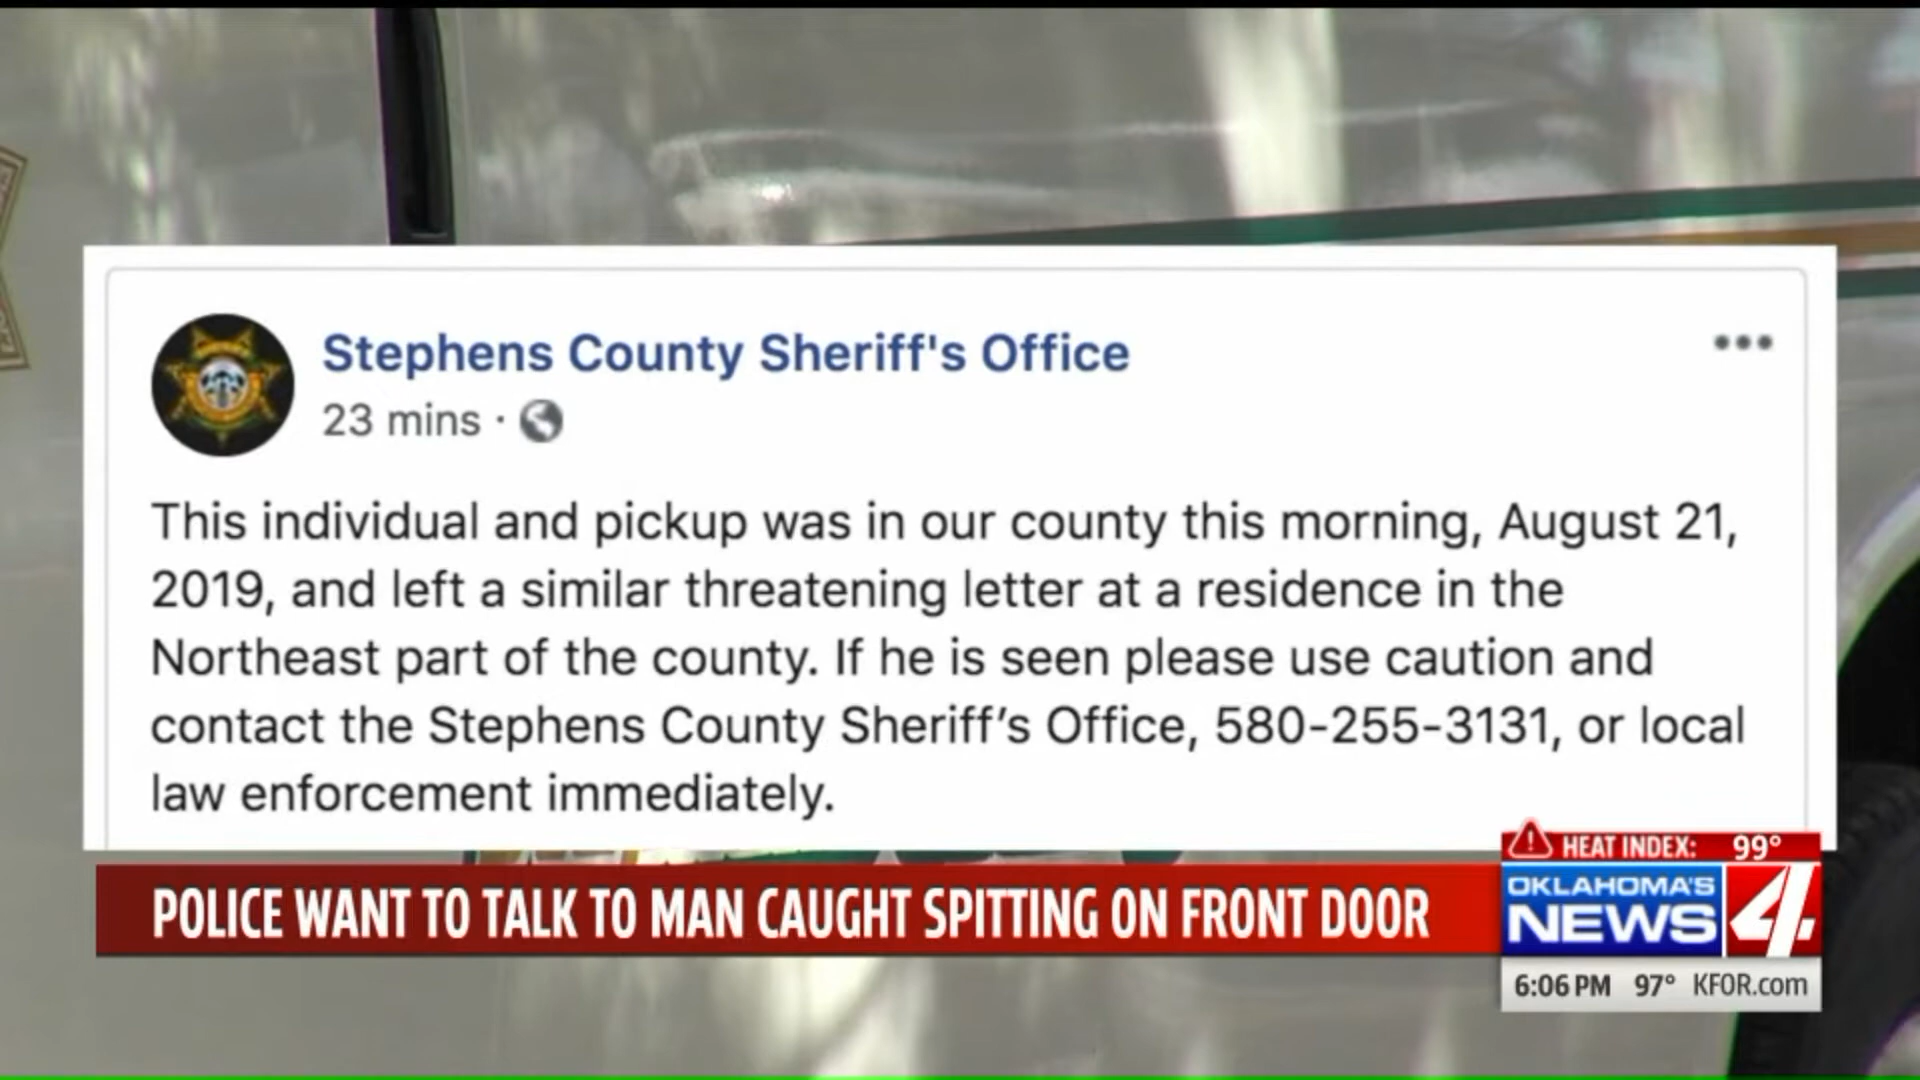 Stephens County Sheriff's Office
23 mins ·
This individual and pickup was in our county this morning, August 21,
2019, and left a similar threatening letter at a residence in the
Northeast part of the county. If he is seen please use caution and
contact the Stephens County Sheriff’s Office, 580-255-3131, or local
law enforcement immediately.
HEAT INDEX: 99°
POLICE WANT TO TALK TO MAN CAUGHT SPITTING ON FRONT DOOR
OKLAHOMA'S
NEWS 4
6:06 PM 97° KFOR.com